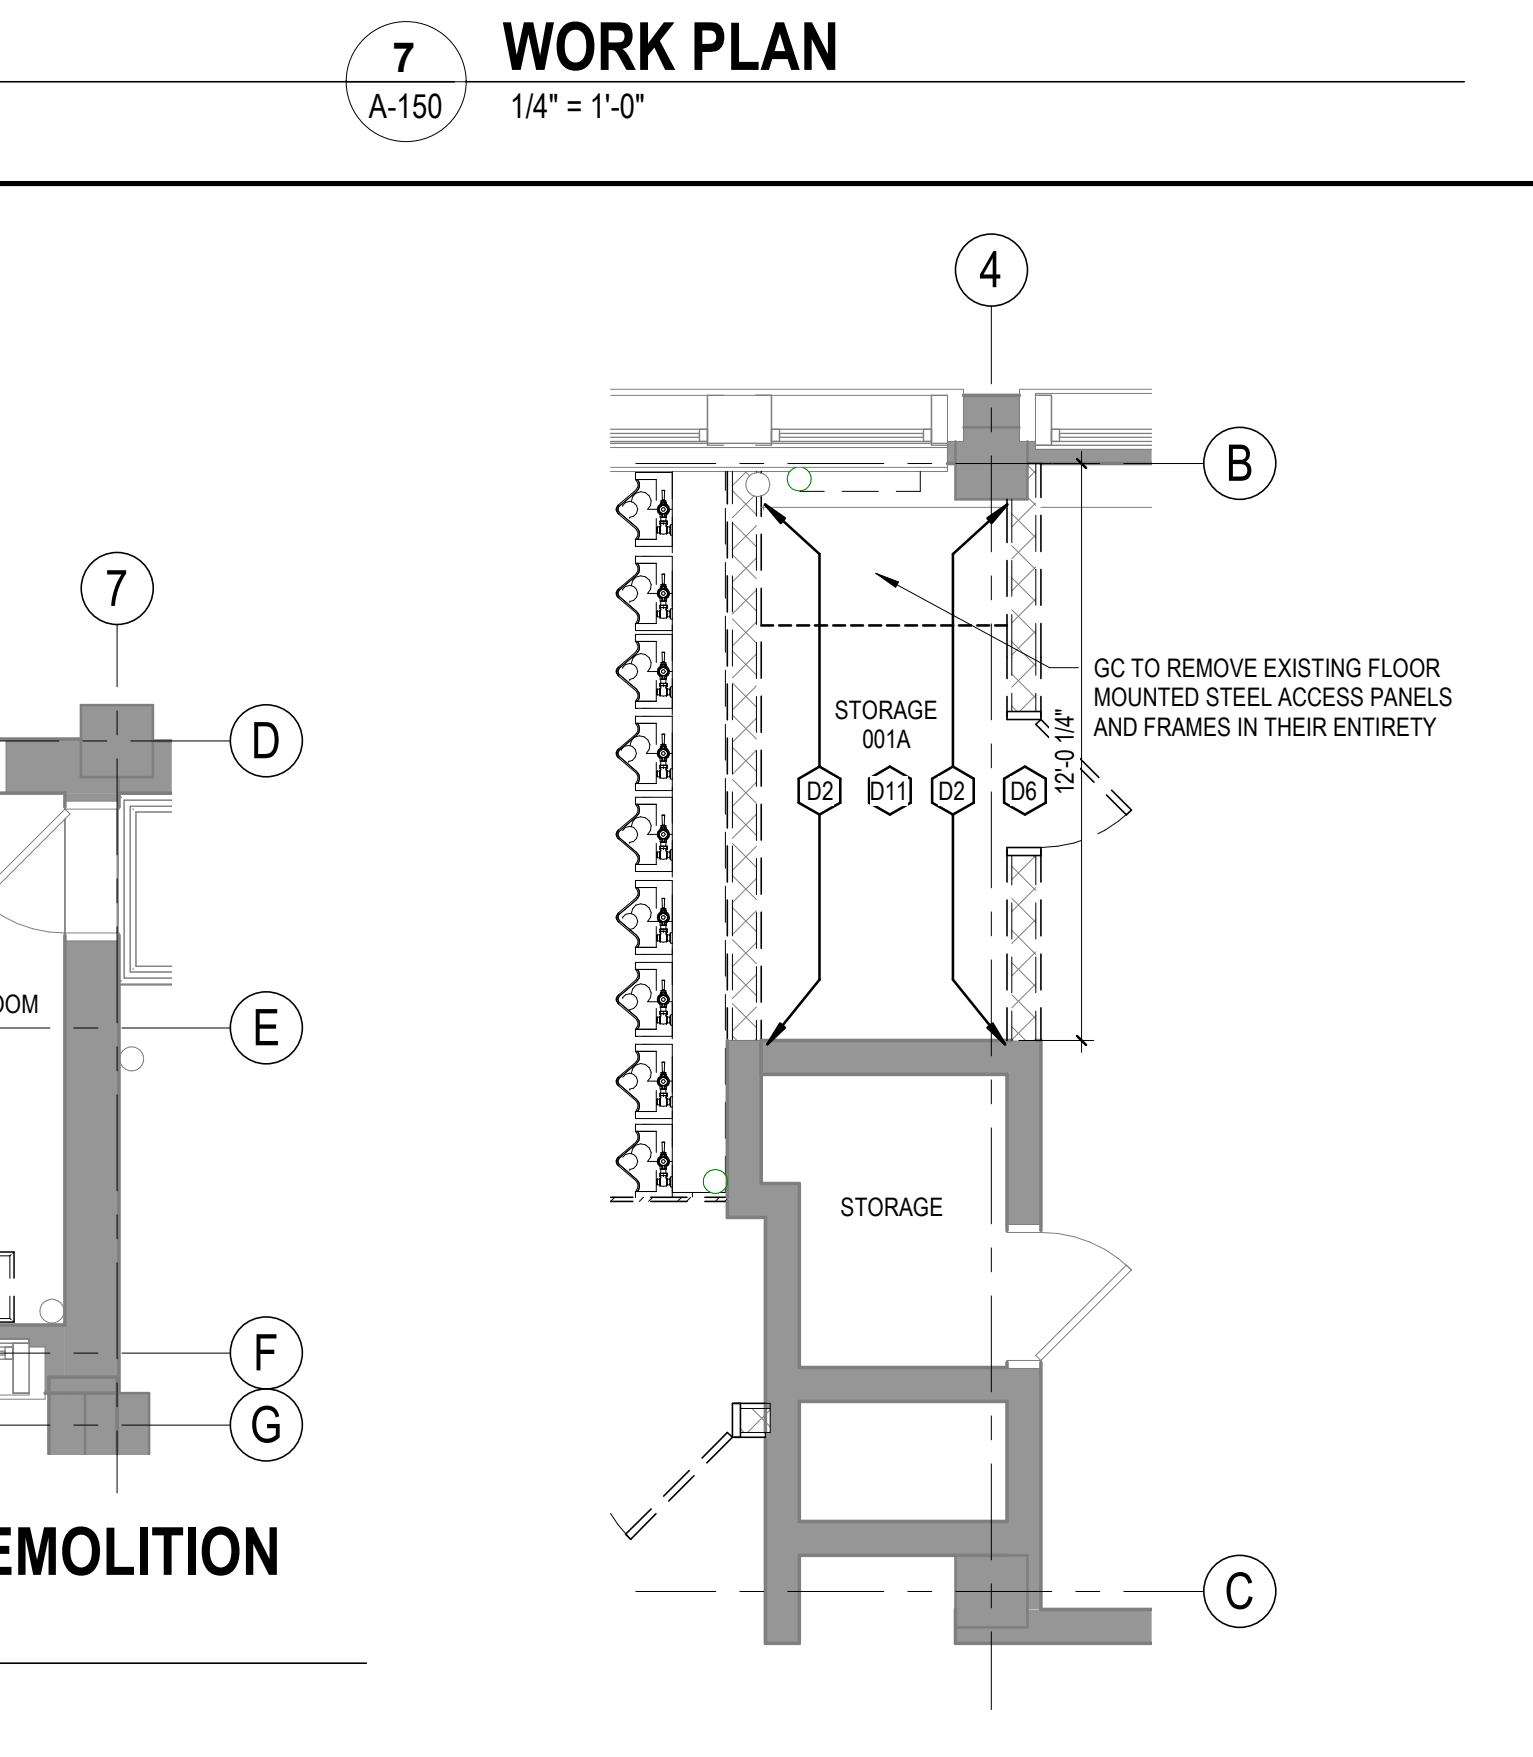 7
WORK PLAN
A-150
1/4" = 1'-0"
4
B
7
D
GC TO REMOVE EXISTING FLOOR
MOUNTED STEEL ACCESS PANELS
AND FRAMES IN THEIR ENTIRETY
STORAGE
001A
12'-0 1/4"
D2
D11
D2
D6
OOM
E
STORAGE
F
G
EMOLITION
C